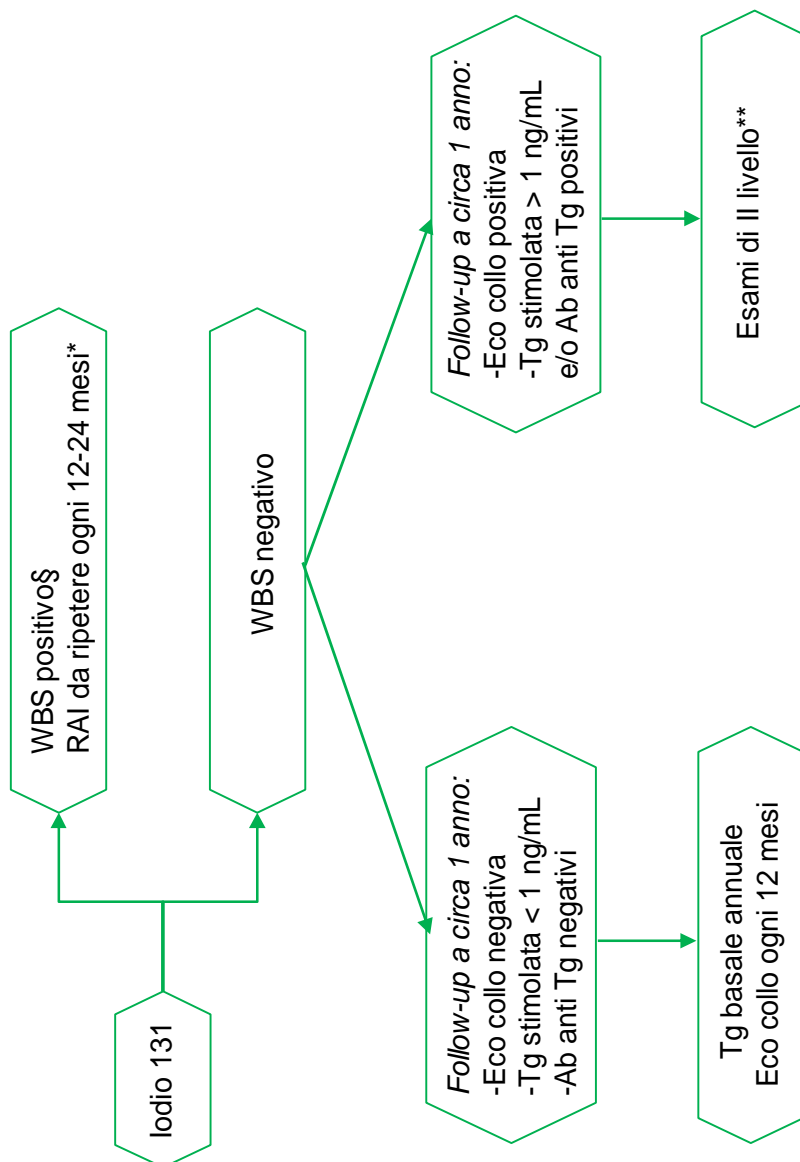 Iodio 131
WBS positivo§
RAI da ripetere ogni 12-24 mesi*
WBS negativo
Follow-up a circa 1 anno:
-Eco collo negativa
-Tg stimolata < 1 ng/mL
-Ab anti Tg negativi
Follow-up a circa 1 anno:
-Eco collo positiva
-Tg stimolata > 1 ng/mL
e/o Ab anti Tg positivi
Tg basale annuale
Eco collo ogni 12 mesi
Esami di II livello**